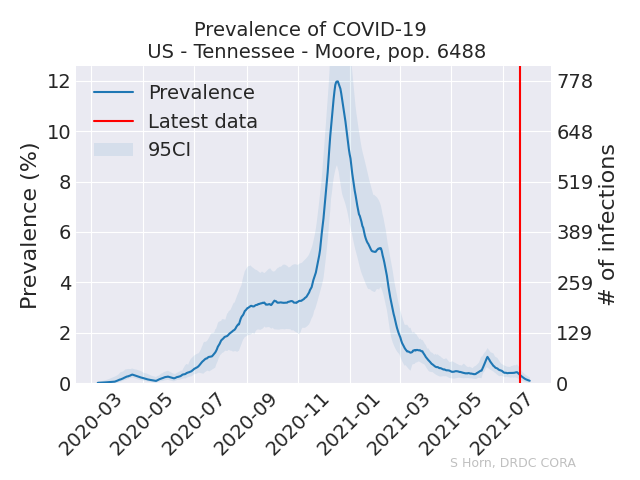 Prevalence of COVID-19
US - Tennessee - Moore, pop. 6488
Prevalence
Latest data
95CI
Prevalence (%)
12
10
8
6
4
2
0
778
648
519
389
259
129
0
# of infections
2020-03
2020-05
2020-07
2020-09
2020-11
2021-01
2021-03
2021-05
2021-07
S Horn, DRDC CORA